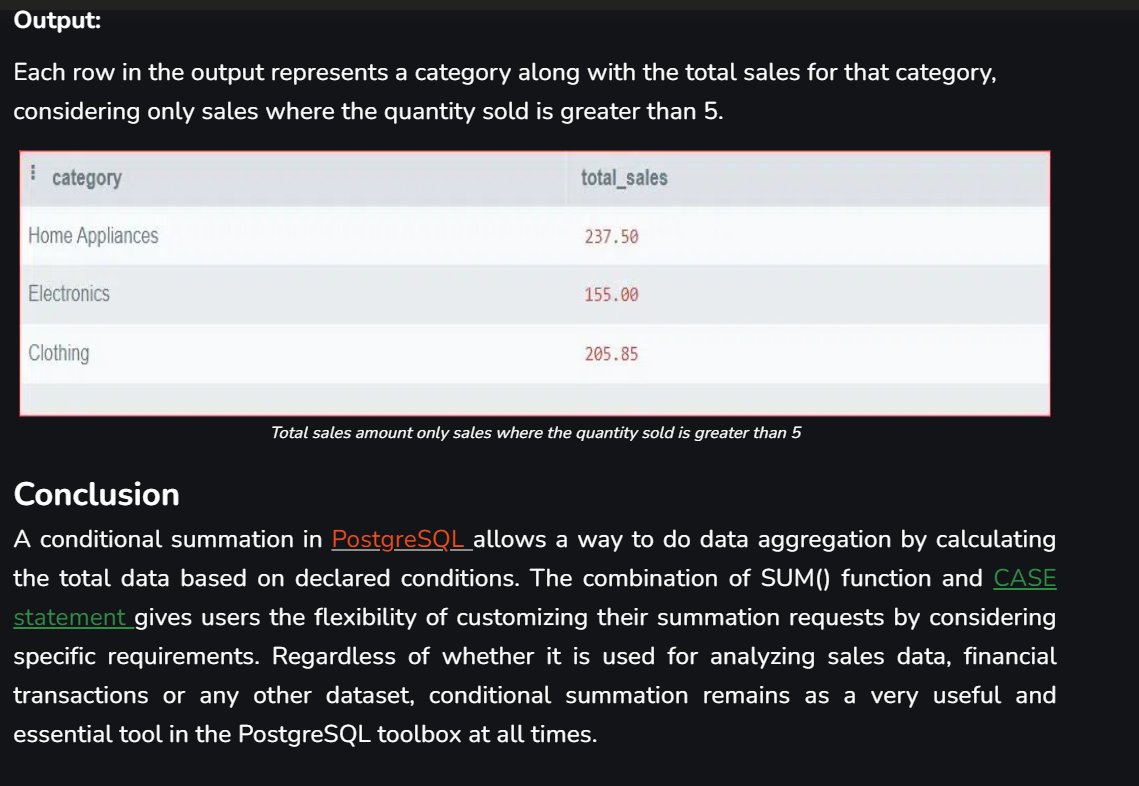 Output:
Each row in the output represents a category along with the total sales for that category,
considering only sales where the quantity sold is greater than 5.
category total_sales
Home Appliances 237.50
Electronics 155.00
Clothing 205.85
Total sales amount only sales where the quantity sold is greater than 5
Conclusion
A conditional summation in PostgreSQL allows a way to do data aggregation by calculating
the total data based on declared conditions. The combination of SUM() function and CASE
statement gives users the flexibility of customizing their summation requests by considering
specific requirements. Regardless of whether it is used for analyzing sales data, financial
transactions or any other dataset, conditional summation remains as a very useful and
essential tool in the PostgreSQL toolbox at all times.